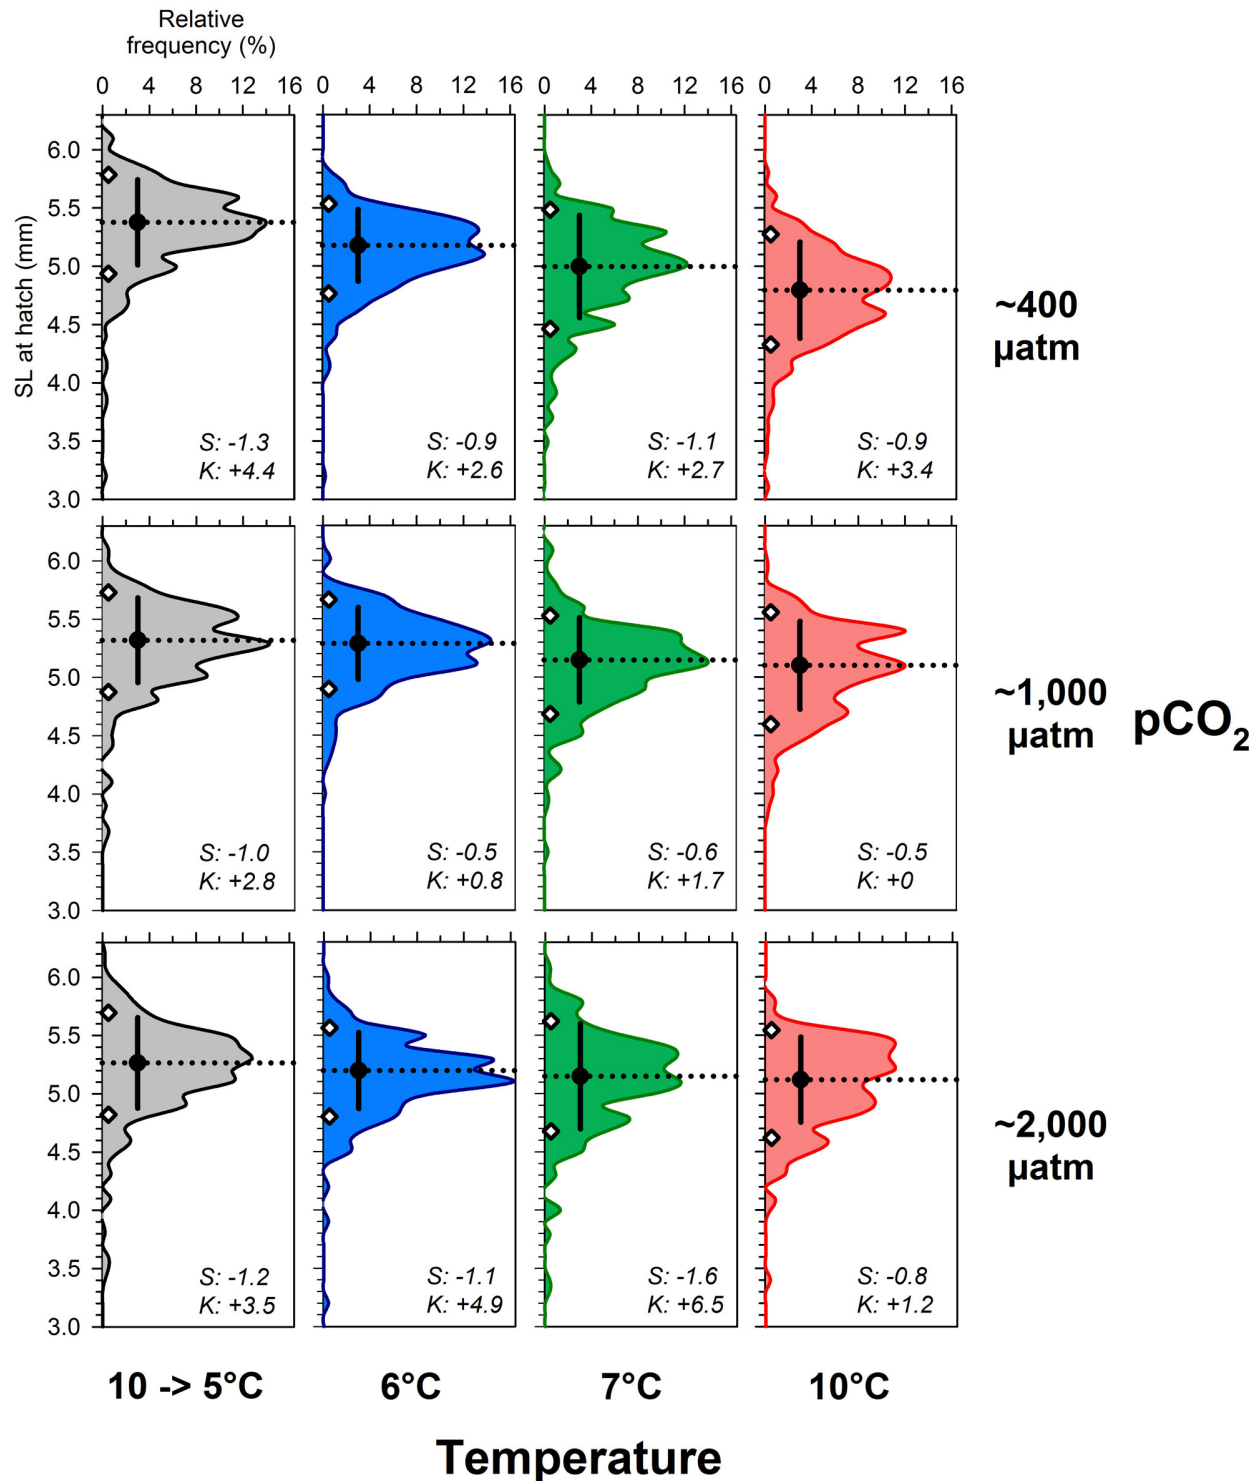 Relative
frequency (%)
0 4 8 12 16 0 4 8 12 16 0 4 8 12 16 0 4 8 12 16
SL at hatch (mm)
6.0
5.5
5.0
4.5
4.0
3.5
3.0
S: -1.3
K: +4.4
S: -0.9
K: +2.6
S: -1.1
K: +2.7
S: -0.9
K: +3.4
~400
µatm
6.0
5.5
5.0
4.5
4.0
3.5
3.0
S: -1.0
K: +2.8
S: -0.5
K: +0.8
S: -0.6
K: +1.7
S: -0.5
K: +0
~1,000
µatm
pCO2
6.0
5.5
5.0
4.5
4.0
3.5
3.0
S: -1.2
K: +3.5
S: -1.1
K: +4.9
S: -1.6
K: +6.5
S: -0.8
K: +1.2
~2,000
µatm
10 -> 5°C 6°C 7°C 10°C
Temperature